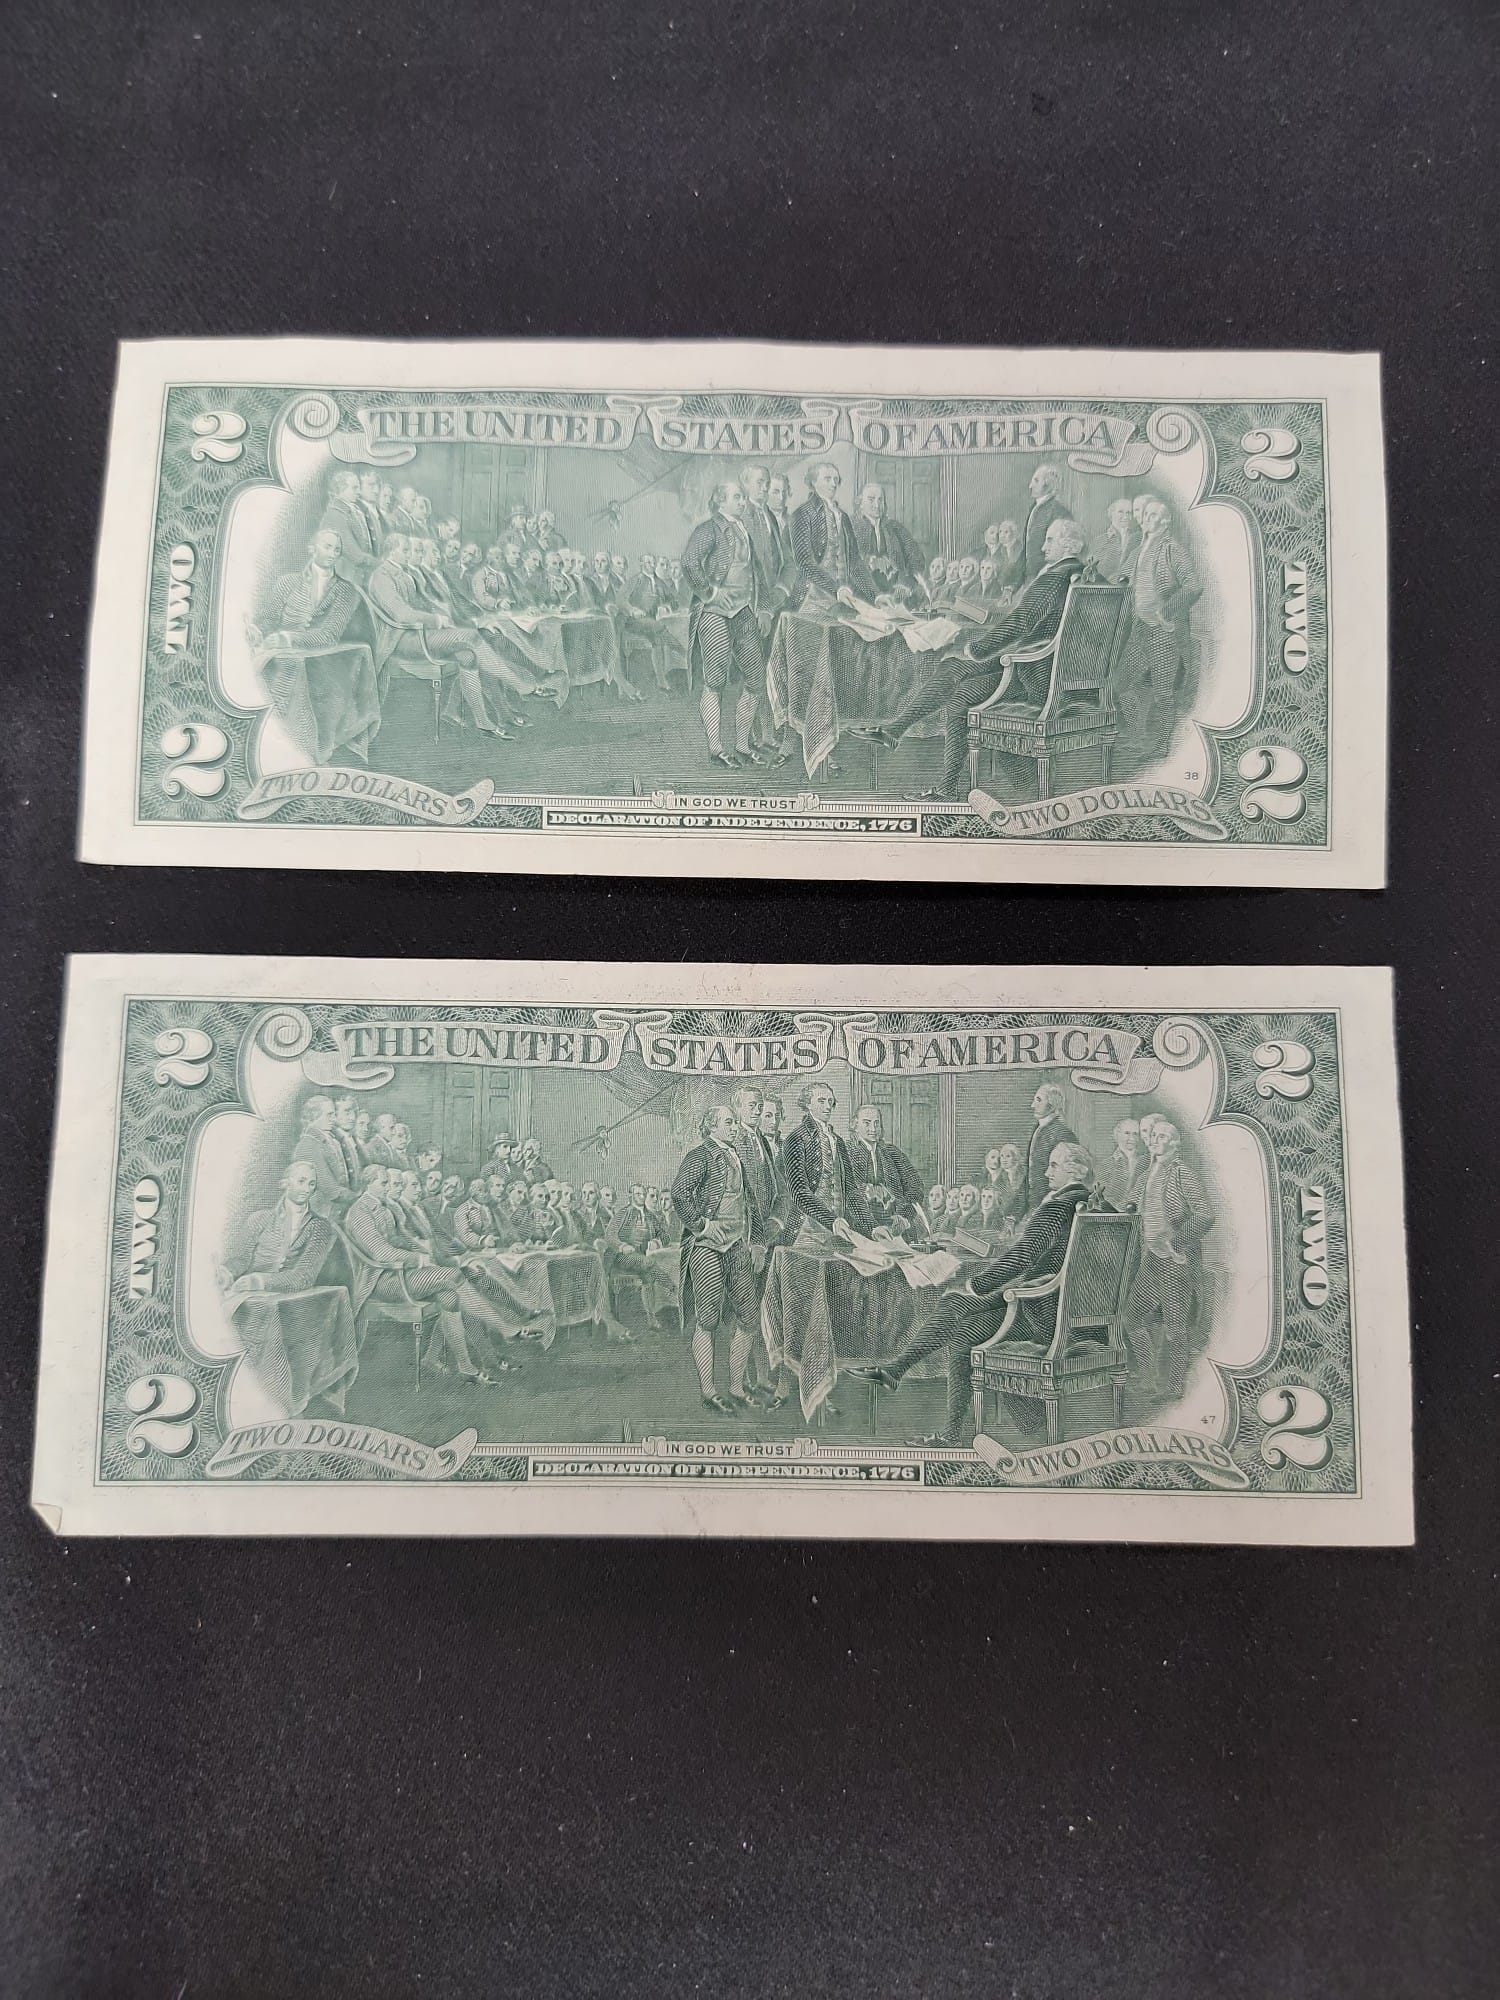 2 THE UNITED STATES OF AMERICA 2
TWO TWO
2 2
38
TWO DOLLARS IN GOD WE TRUST TWO DOLLARS
DECLARATION OF INDEPENDENCE, 1776
2 THE UNITED STATES OF AMERICA 2
TWO TWO
2 2
47
TWO DOLLARS IN GOD WE TRUST TWO DOLLARS
DECLARATION OF INDEPENDENCE, 1776